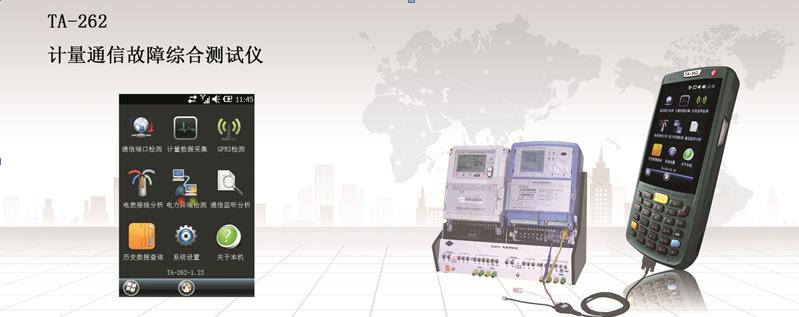 TA-262
计量通信故障综合测试仪
11:45
通信端口检测 计量数据采集 GPRS检测
电表接线分析 电力终端检测 通信监听分析
历史数据查询 系统设置 关于本机
TA-262-1.23
TA-262